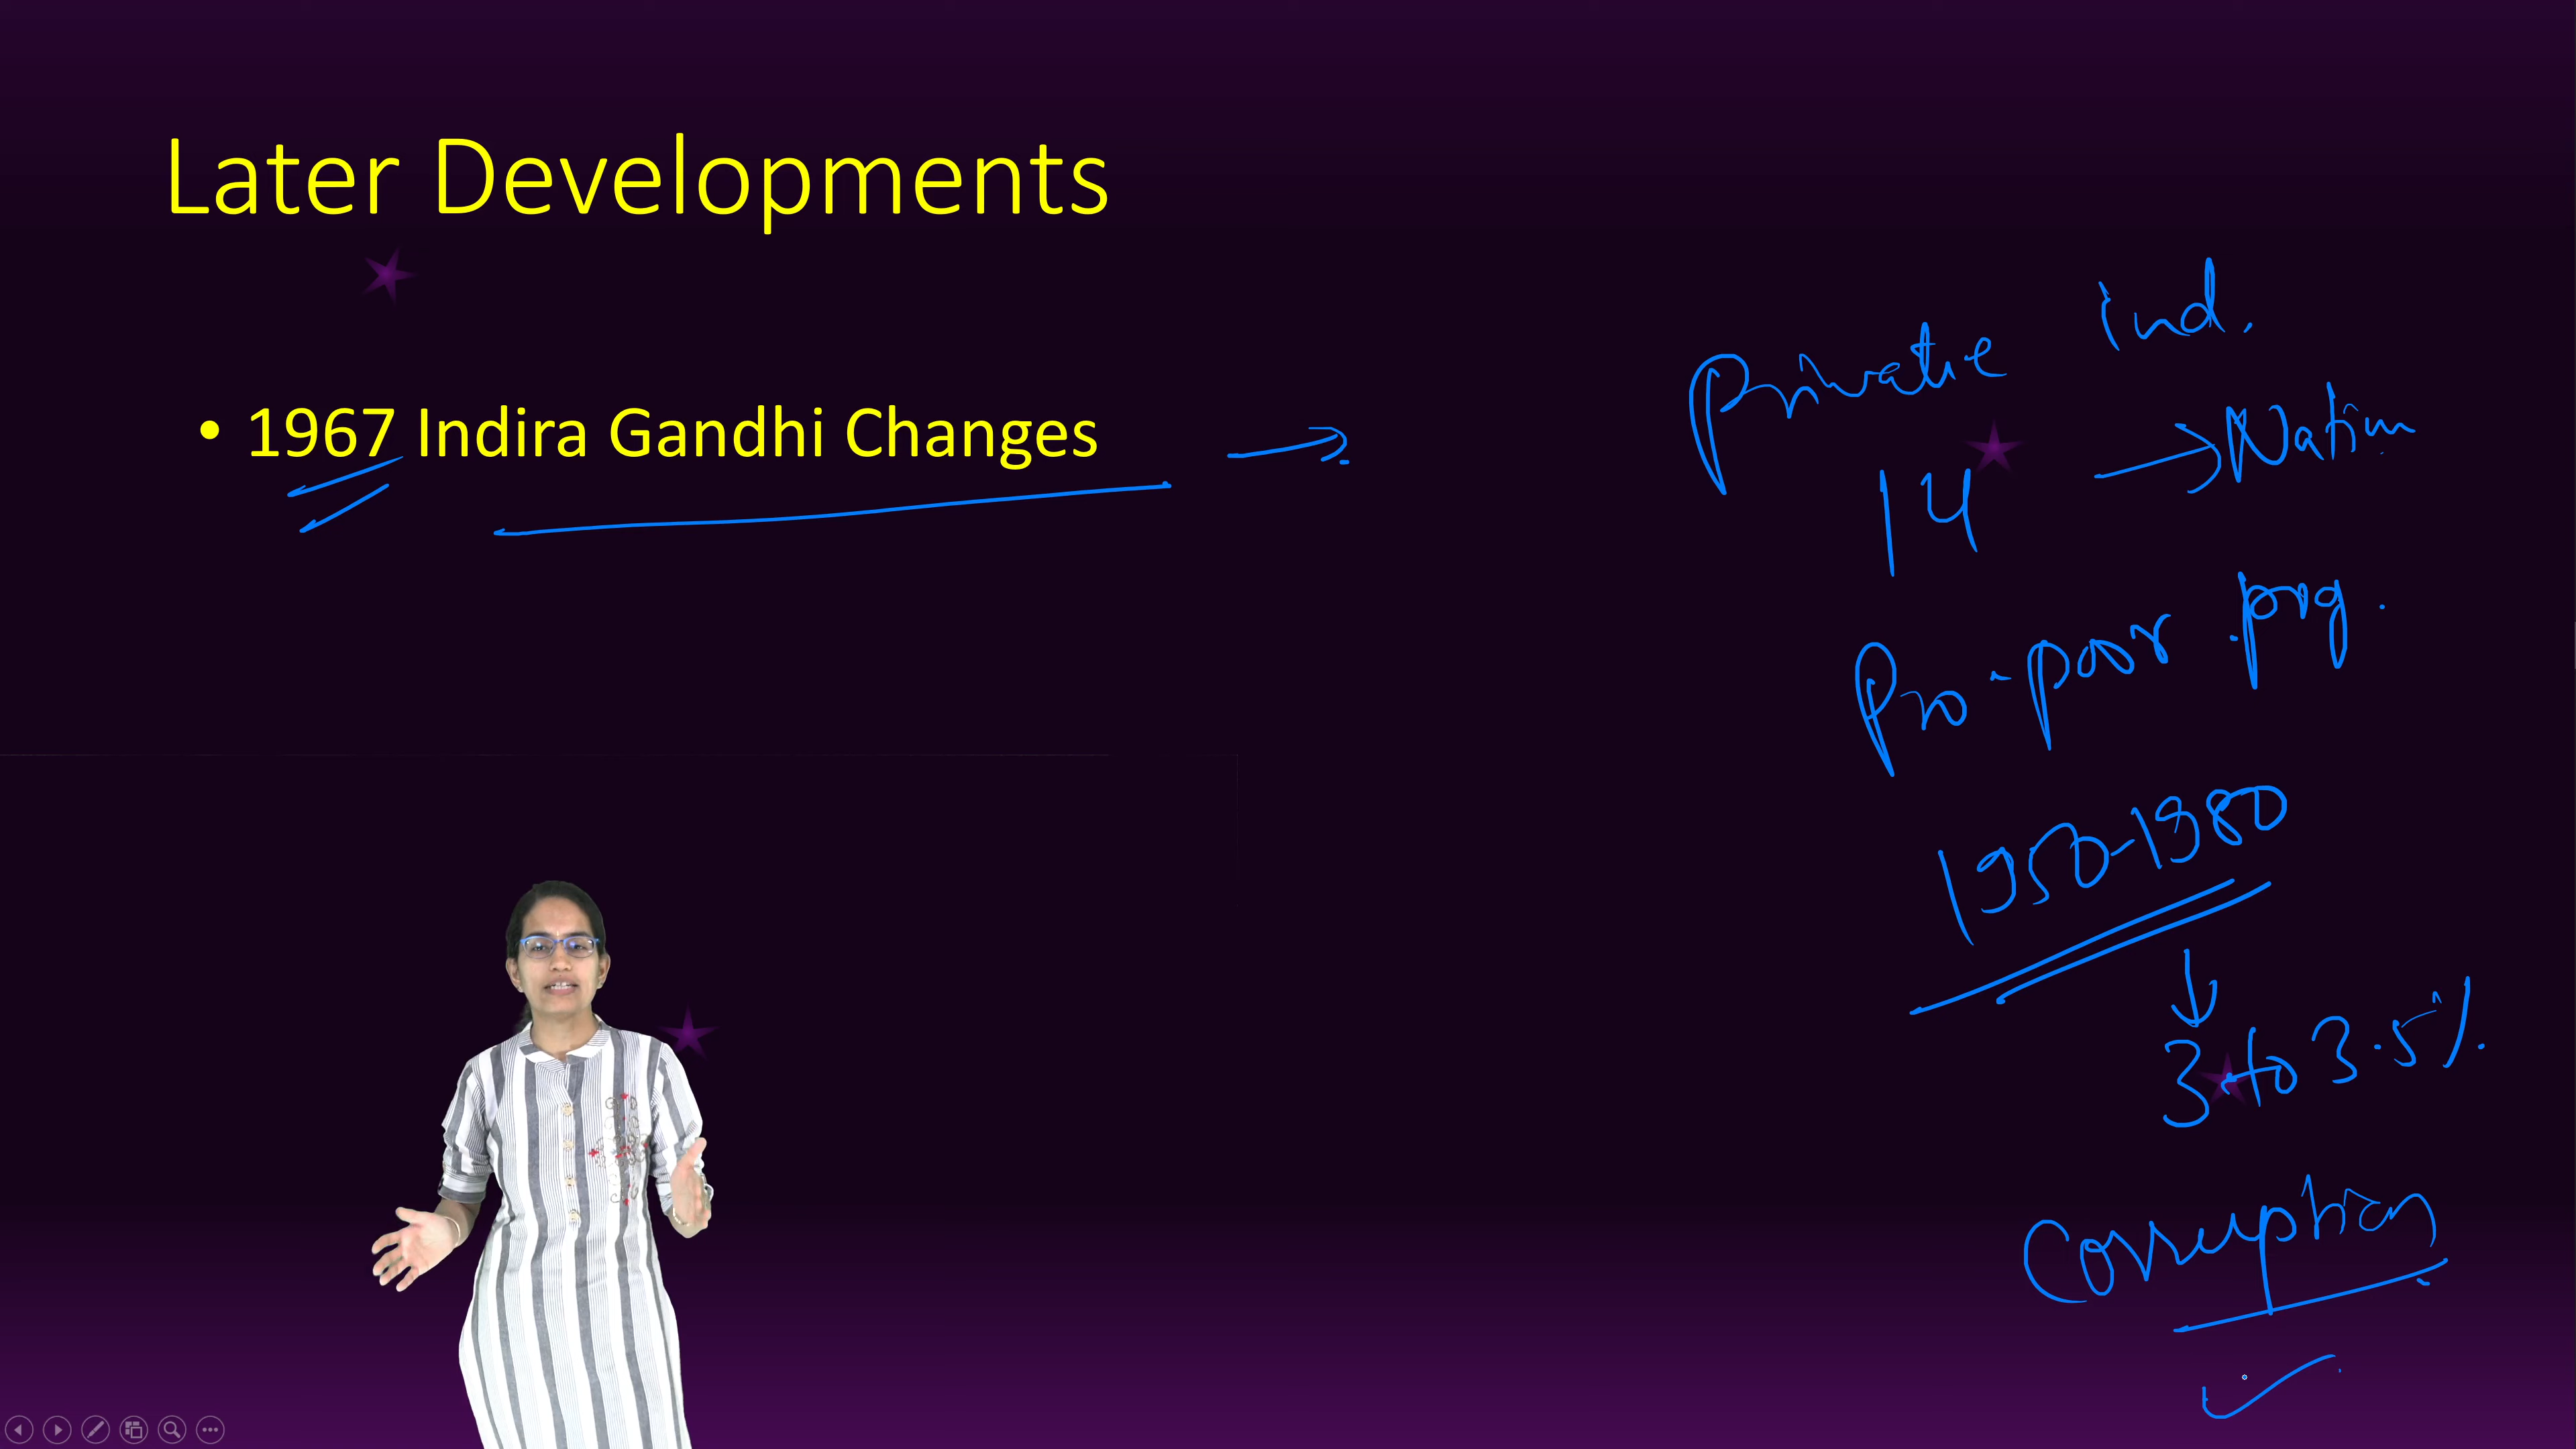 Later Developments
• 1967 Indira Gandhi Changes
Private ind.
14 → Nation
Pro-poor prg.
1950-1980
3 to 3.5%
Corruption